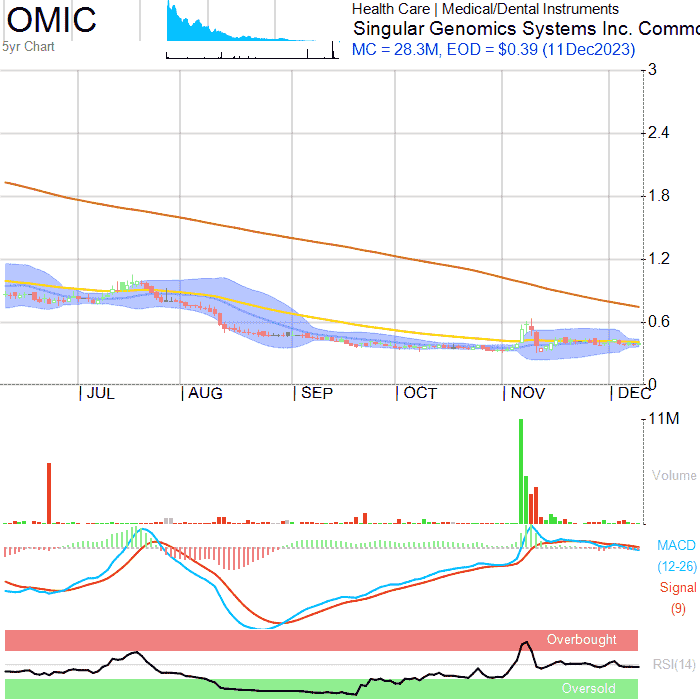 OMIC
5yr Chart
Health Care | Medical/Dental Instruments
Singular Genomics Systems Inc. Commo
MC = 28.3M, EOD = $0.39 (11Dec2023)
3
2.4
1.8
1.2
0.6
0
JUL AUG SEP OCT NOV DEC
11M
Volume
MACD
(12-26)
Signal
(9)
Overbought
RSI(14)
Oversold